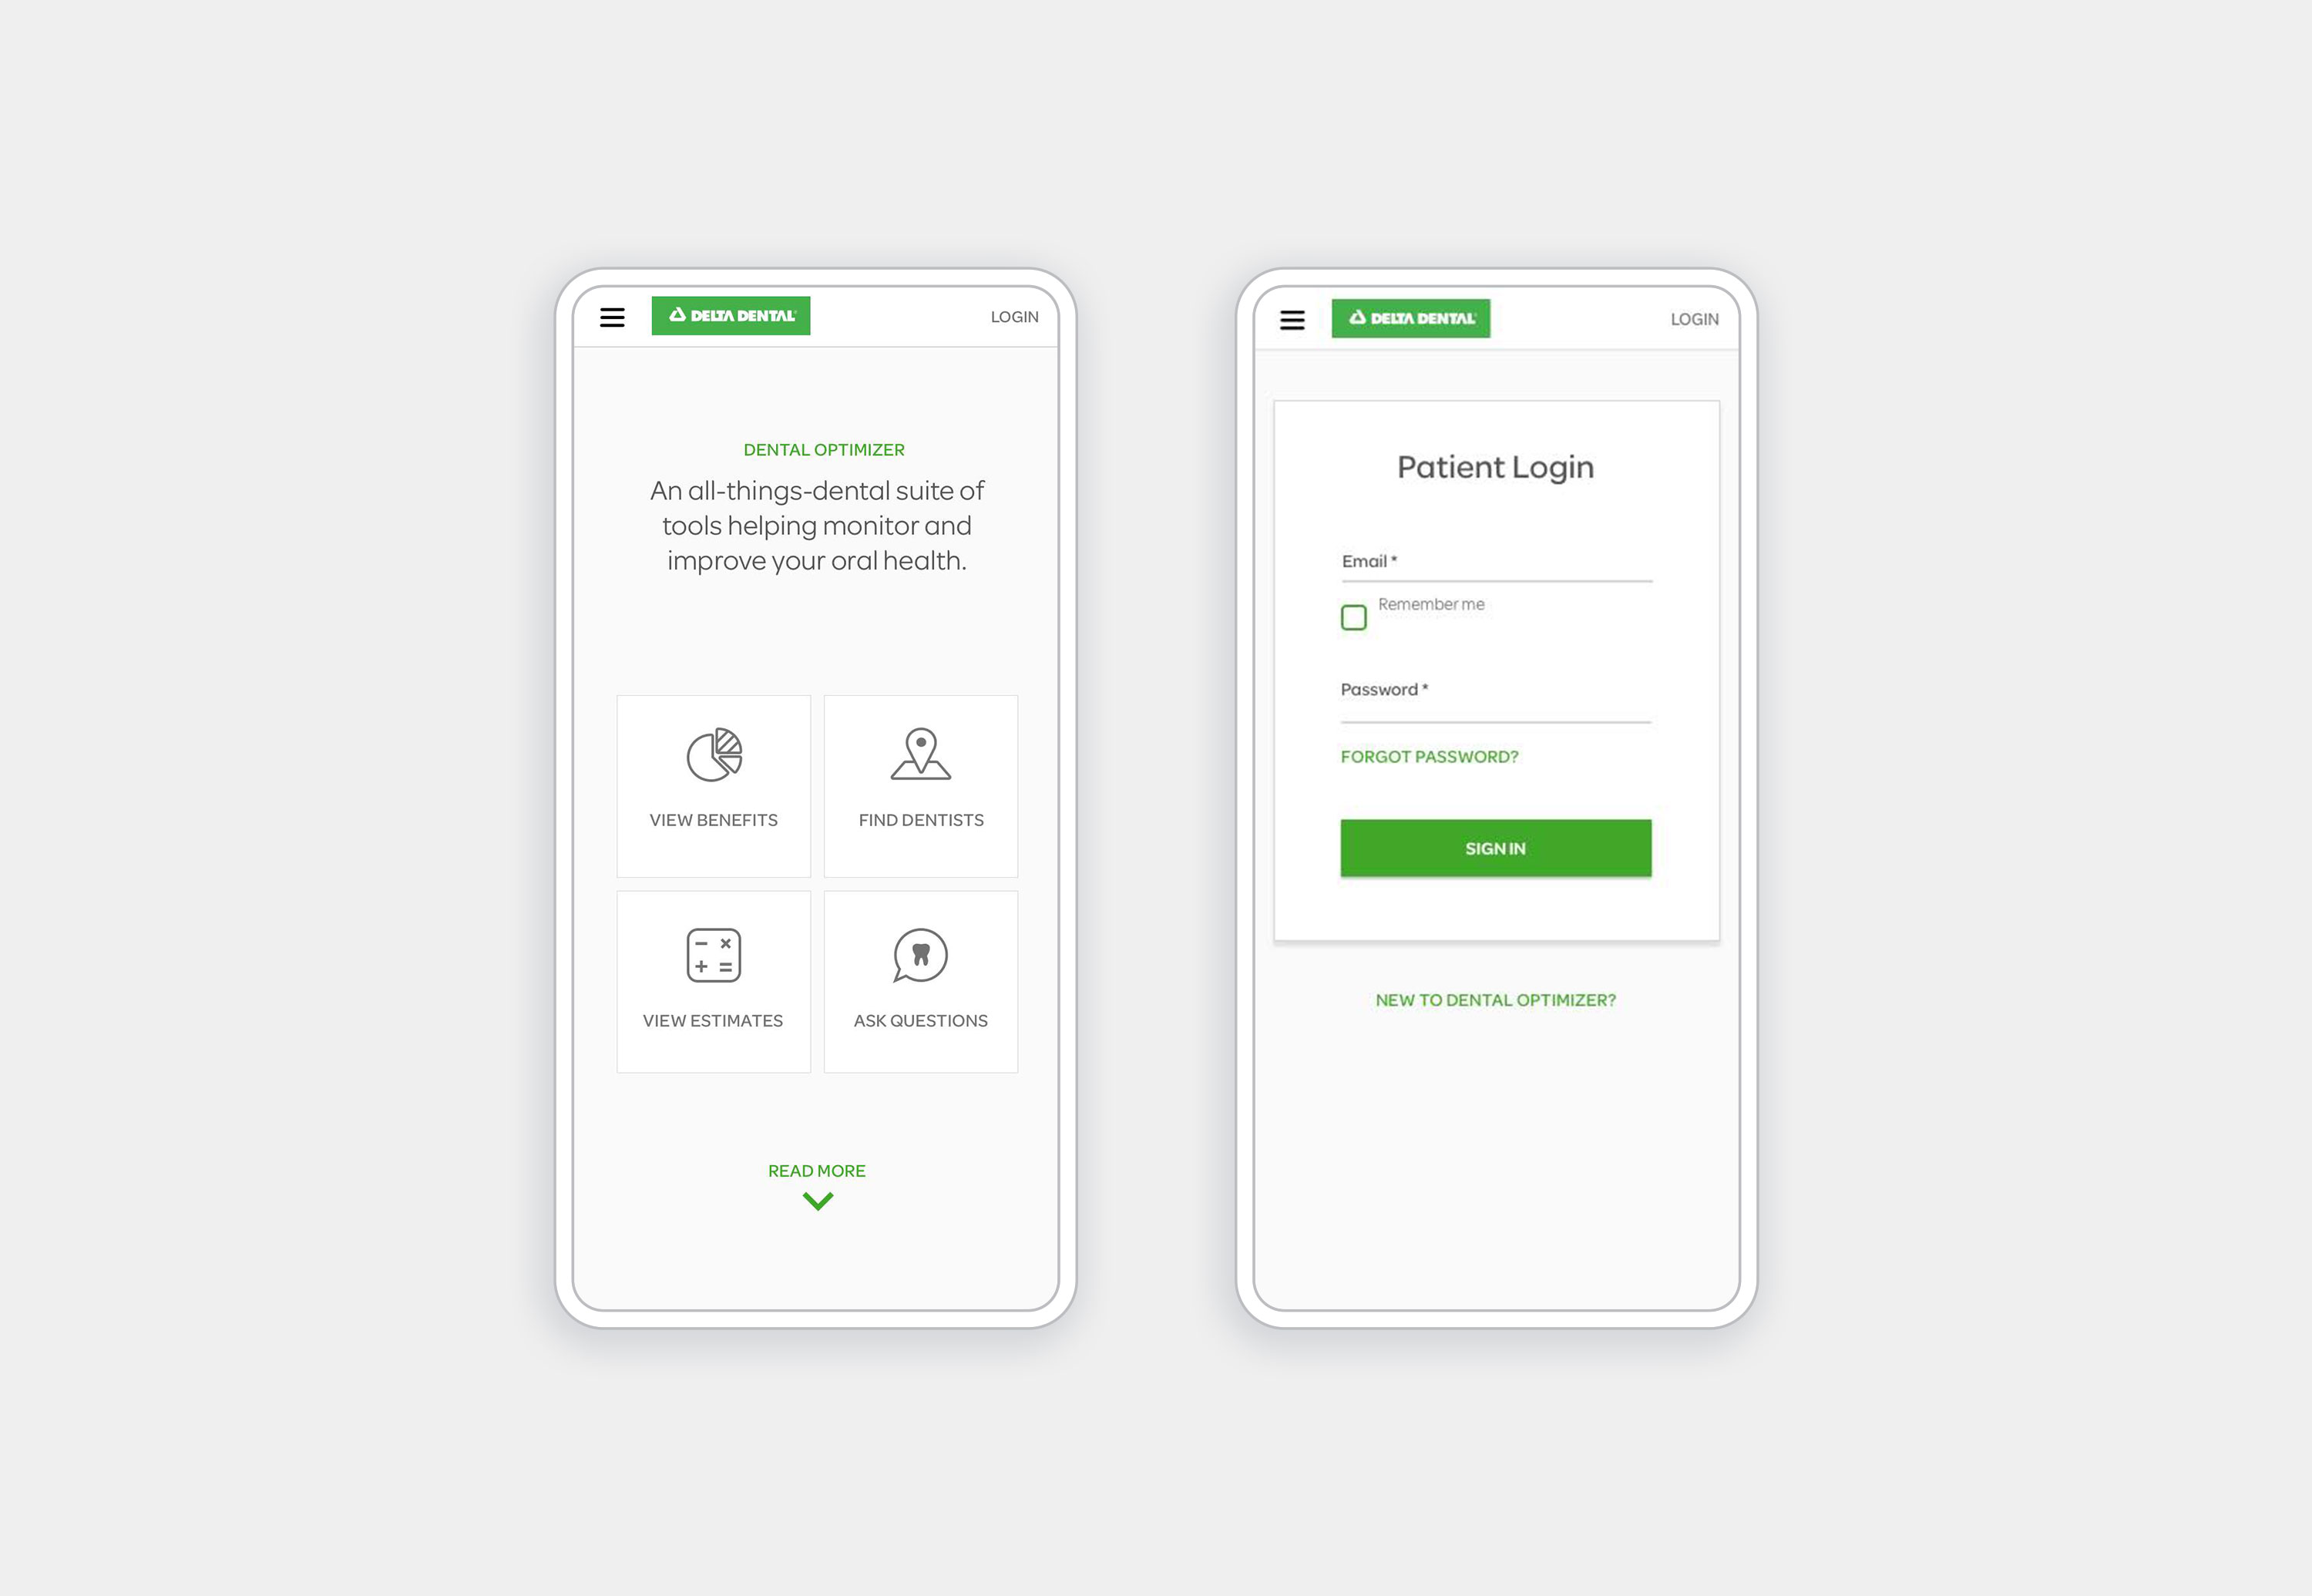 DELTA DENTAL
LOGIN
DENTAL OPTIMIZER
An all-things-dental suite of
tools helping monitor and
improve your oral health.
VIEW BENEFITS
FIND DENTISTS
VIEW ESTIMATES
ASK QUESTIONS
READ MORE
DELTA DENTAL
LOGIN
Patient Login
Email *
Remember me
Password *
FORGOT PASSWORD?
SIGN IN
NEW TO DENTAL OPTIMIZER?